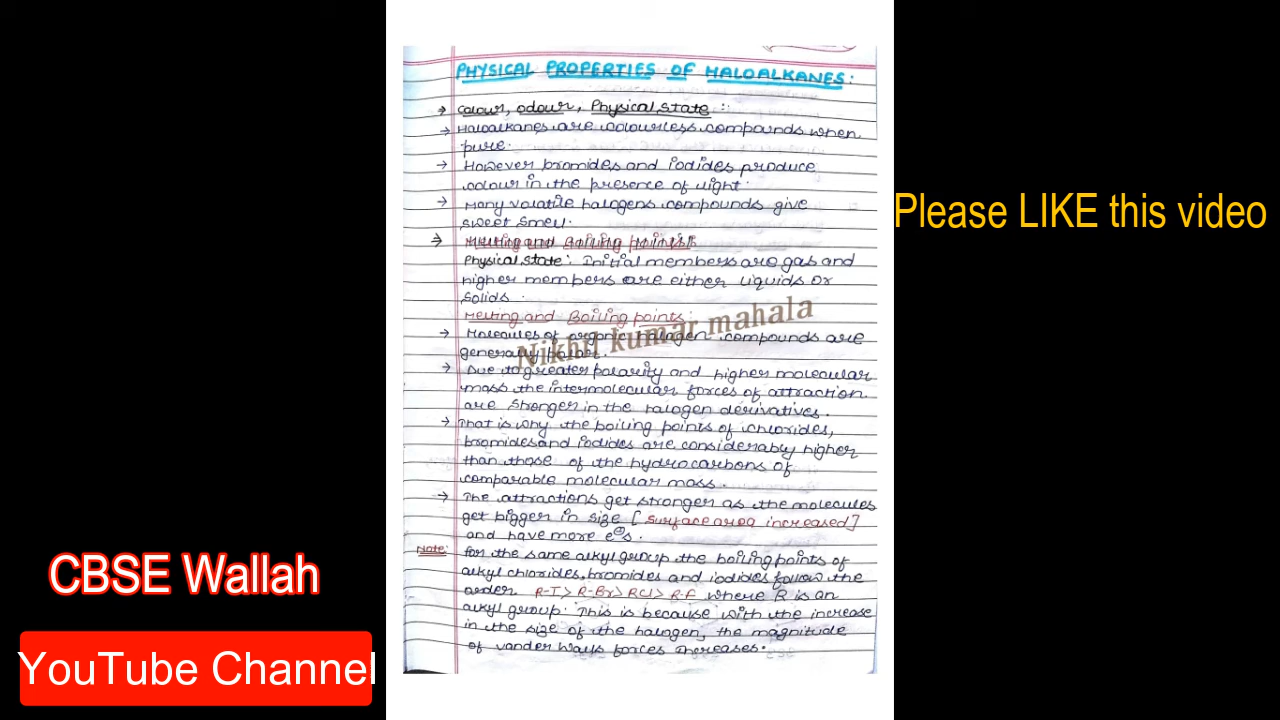 PHYSICAL PROPERTIES OF HALOALKANES:
→ Colour, odour, Physical state :
→ Haloalkanes are colourless compounds when
pure.
→ However bromides and iodides produce
colour in the presence of light.
→ Many volatile halogens compounds give
sweet smell.
→ Melting and Boiling points:
Physical state: Initial members are gas and
higher members are either liquids or
solids.
Melting and Boiling points
→ Molecules of organic halogen compounds are
generally polar.
→ Due to greater polarity and higher molecular
mass the intermolecular forces of attraction
are stronger in the halogen derivatives.
→ That is why the boiling points of chlorides,
bromides and iodides are considerably higher
than those of the hydrocarbons of
comparable molecular mass.
→ The attractions get stronger as the molecules
get bigger in size [surface area increased]
and have more e⊖s.
Note: for the same alkyl group the boiling points of
alkyl chlorides, bromides and iodides follow the
order R-I > R-Br > RCl > R-F where R is an
alkyl group. This is because with the increase
in the size of the halogen, the magnitude
of vander walls forces increases.
Nikhil kumar mahala
Please LIKE this video
CBSE Wallah
YouTube Channel